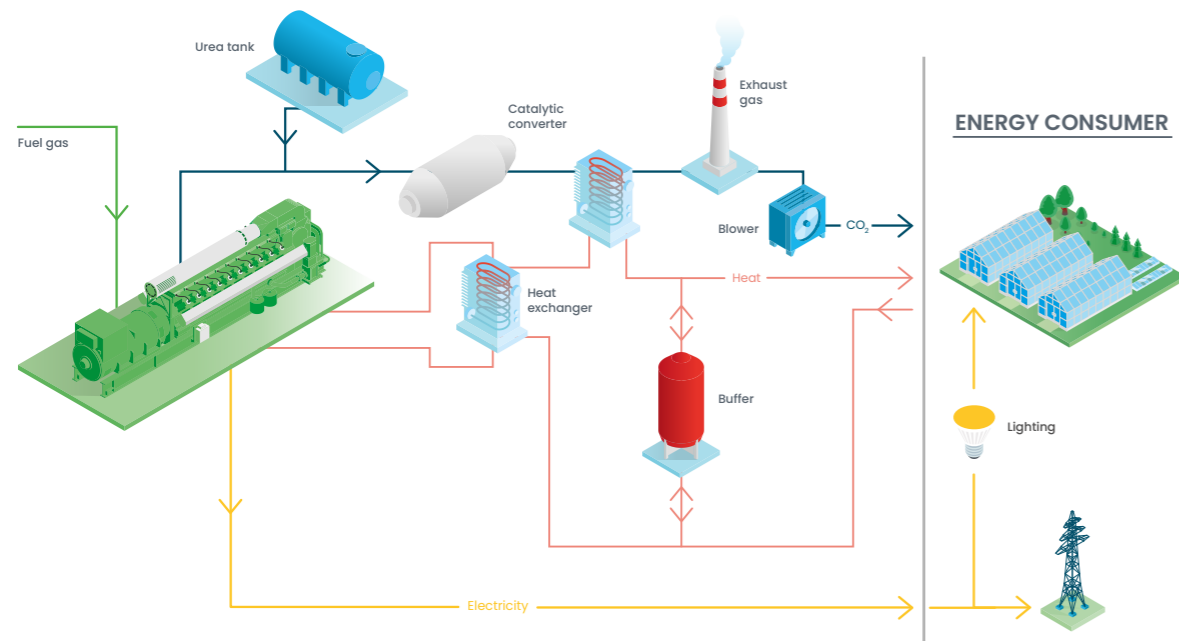 Urea tank
Exhaust
gas
Catalytic
converter
ENERGY CONSUMER
Fuel gas
Blower
CO₂
Heat
Heat
exchanger
Buffer
Lighting
Electricity